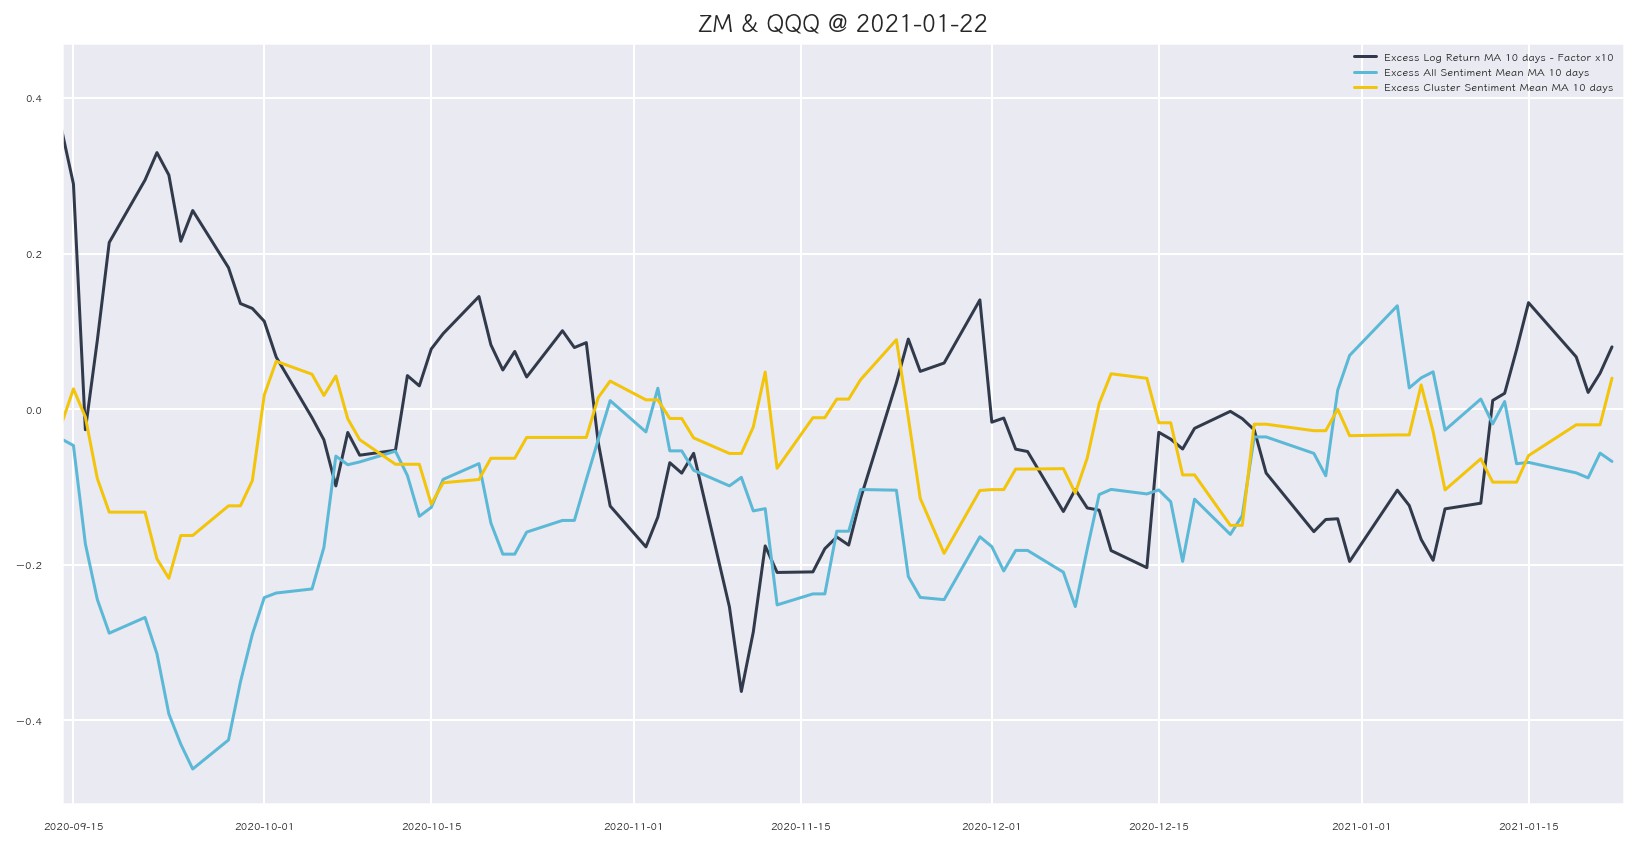 ZM & QQQ @ 2021-01-22
Excess Log Return MA 10 days - Factor x10
Excess All Sentiment Mean MA 10 days
Excess Cluster Sentiment Mean MA 10 days
0.4
0.2
0.0
−0.2
−0.4
2020-09-15 2020-10-01 2020-10-15 2020-11-01 2020-11-15 2020-12-01 2020-12-15 2021-01-01 2021-01-15